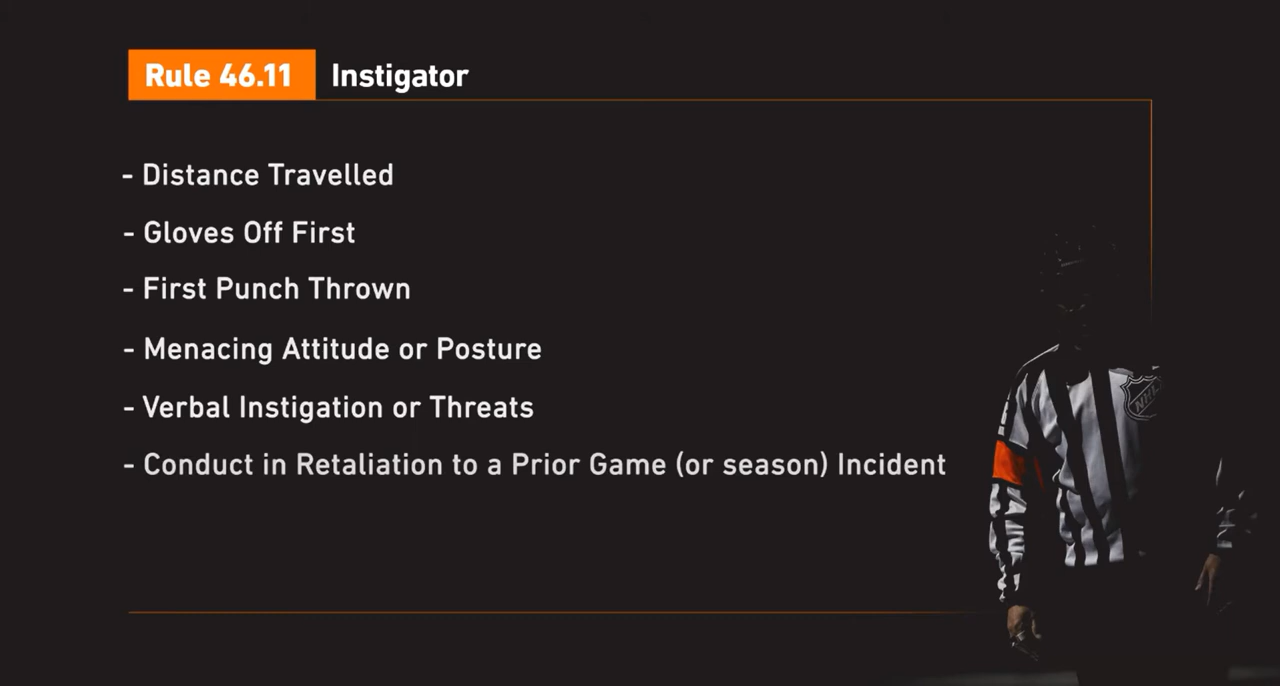 Rule 46.11 Instigator
- Distance Travelled
- Gloves Off First
- First Punch Thrown
- Menacing Attitude or Posture
- Verbal Instigation or Threats
- Conduct in Retaliation to a Prior Game (or season) Incident
NHL